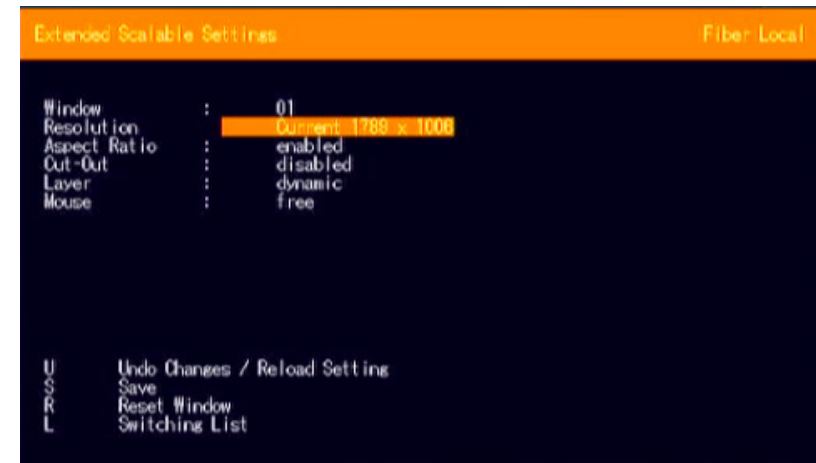 Extended Scalable Settings Fiber Local
Window : 01
Resolution Current 1789 x 1006
Aspect Ratio : enabled
Cut-Out : disabled
Layer : dynamic
Mouse : free
U Undo Changes / Reload Setting
S Save
R Reset Window
L Switching List